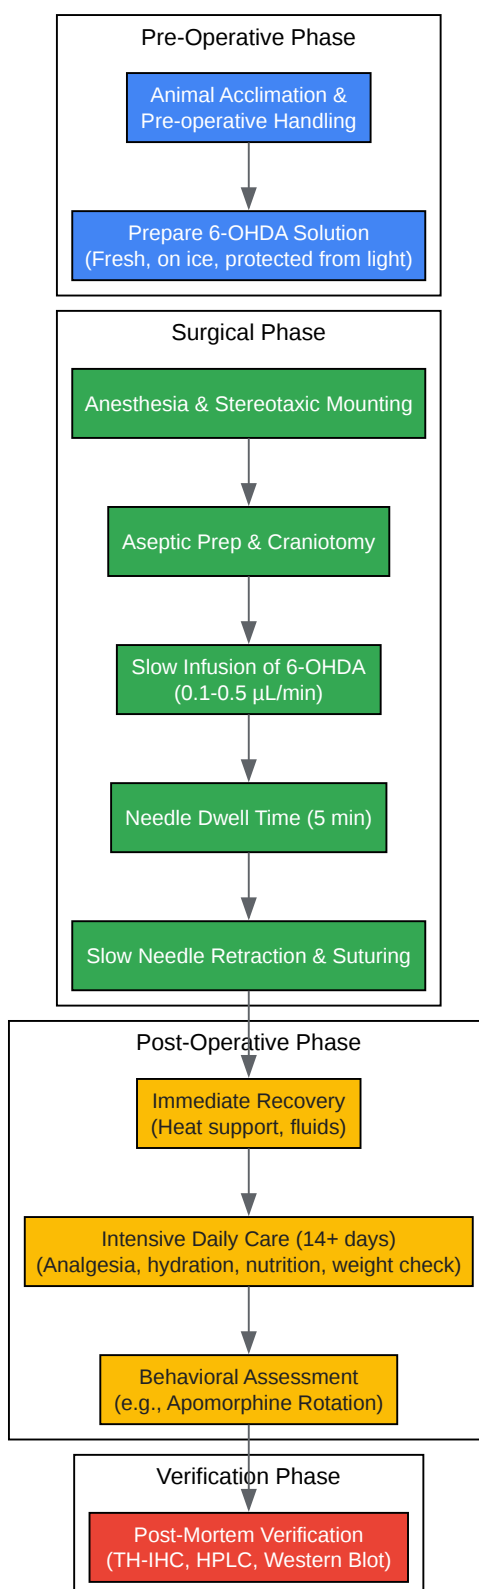 Pre-Operative Phase
Animal Acclimation &
Pre-operative Handling
Prepare 6-OHDA Solution
(Fresh, on ice, protected from light)
Surgical Phase
Anesthesia & Stereotaxic Mounting
Aseptic Prep & Craniotomy
Slow Infusion of 6-OHDA
(0.1-0.5 µL/min)
Needle Dwell Time (5 min)
Slow Needle Retraction & Suturing
Post-Operative Phase
Immediate Recovery
(Heat support, fluids)
Intensive Daily Care (14+ days)
(Analgesia, hydration, nutrition, weight check)
Behavioral Assessment
(e.g., Apomorphine Rotation)
Verification Phase
Post-Mortem Verification
(TH-IHC, HPLC, Western Blot)